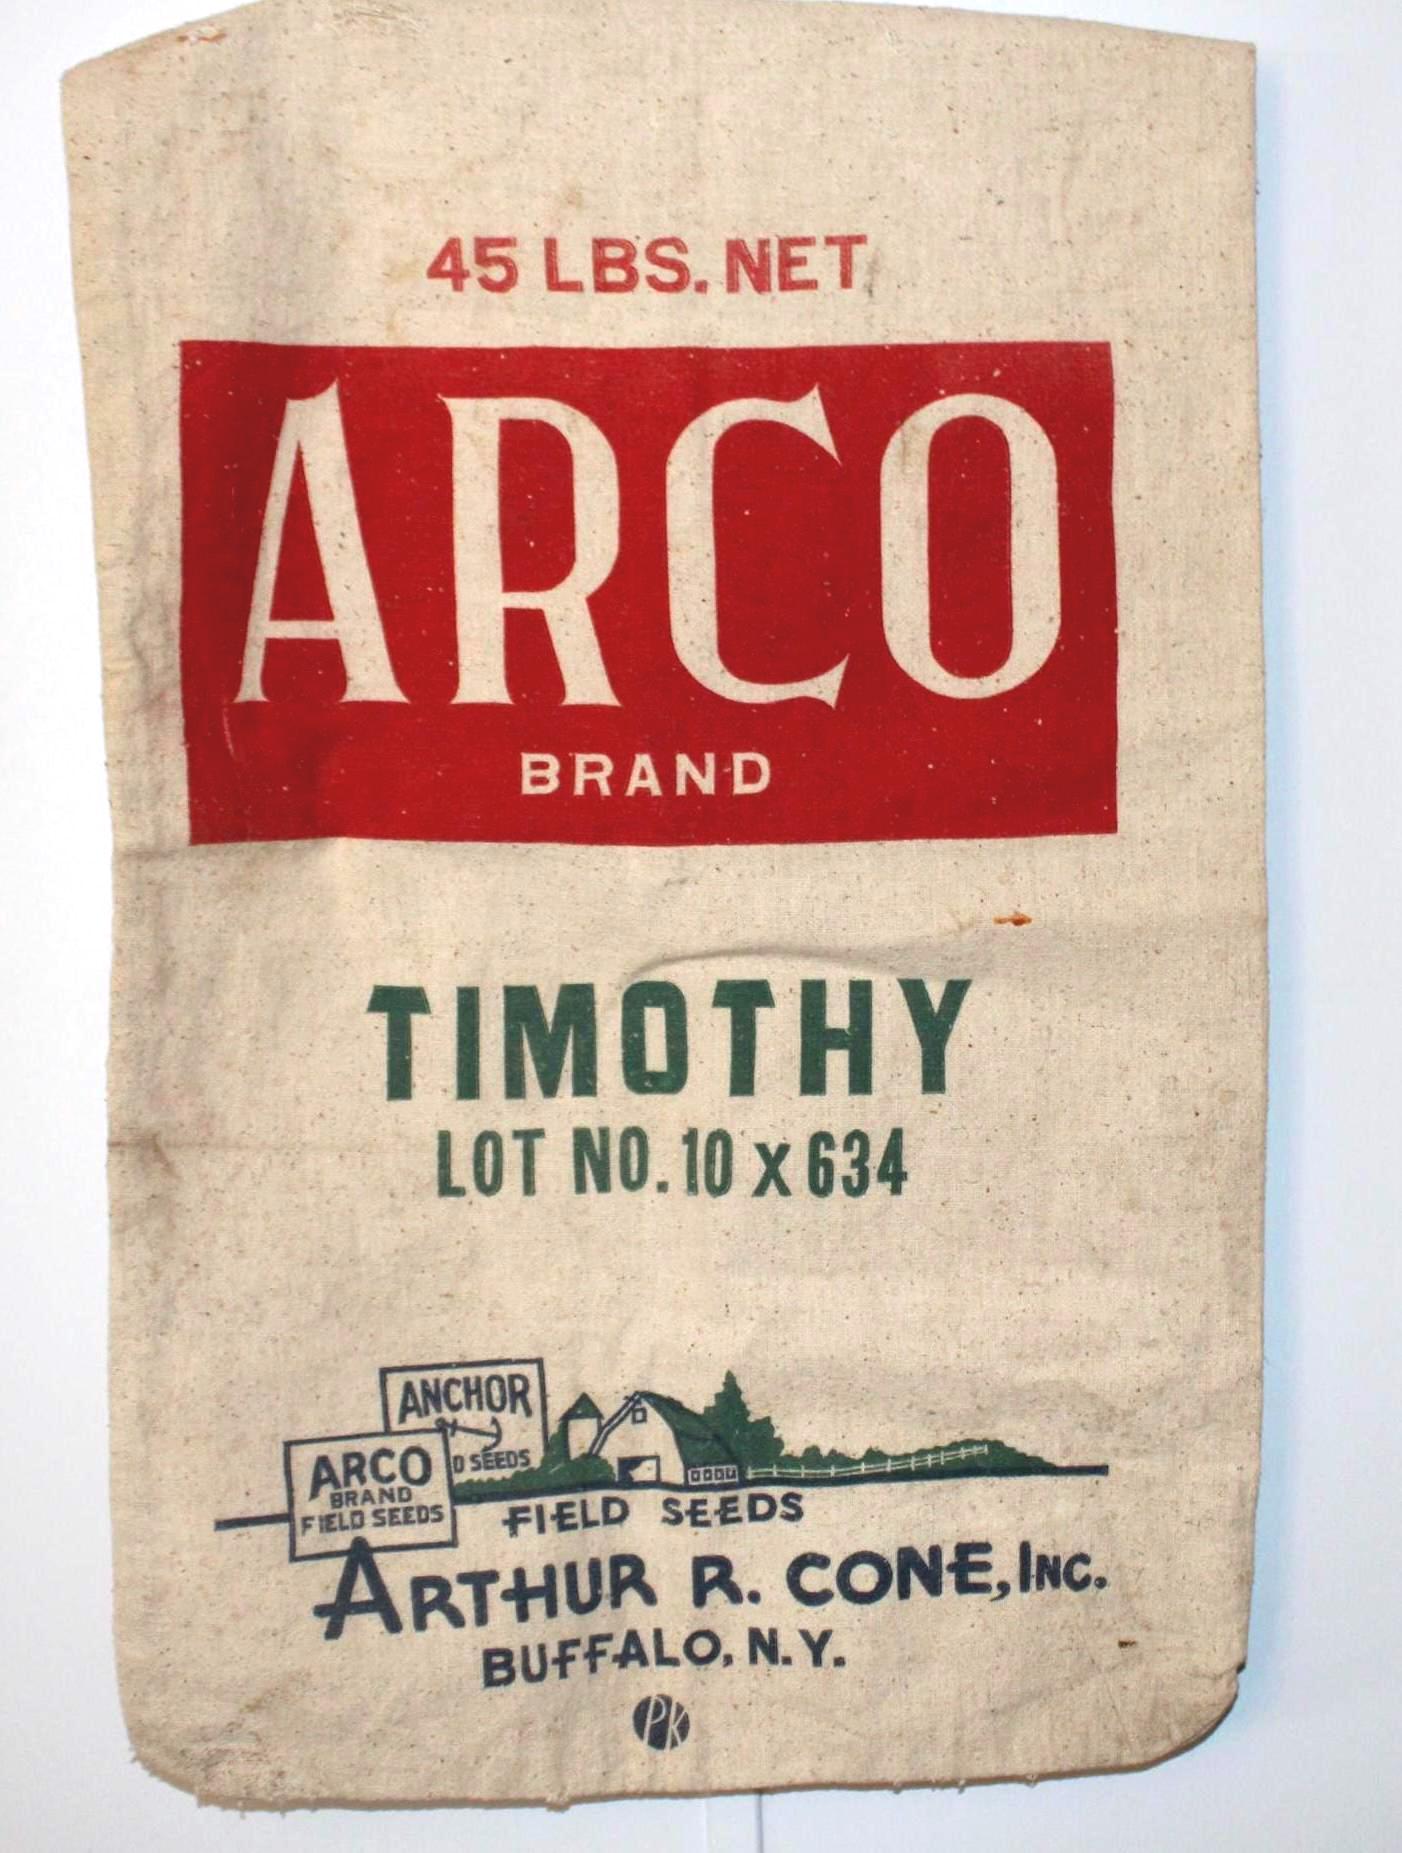 45 LBS. NET
ARCO
BRAND
TIMOTHY
LOT NO. 10 x 634
ANCHOR
D SEEDS
ARCO
BRAND
FIELD SEEDS
FIELD SEEDS
ARTHUR R. CONE, INC.
BUFFALO, N.Y.
PK